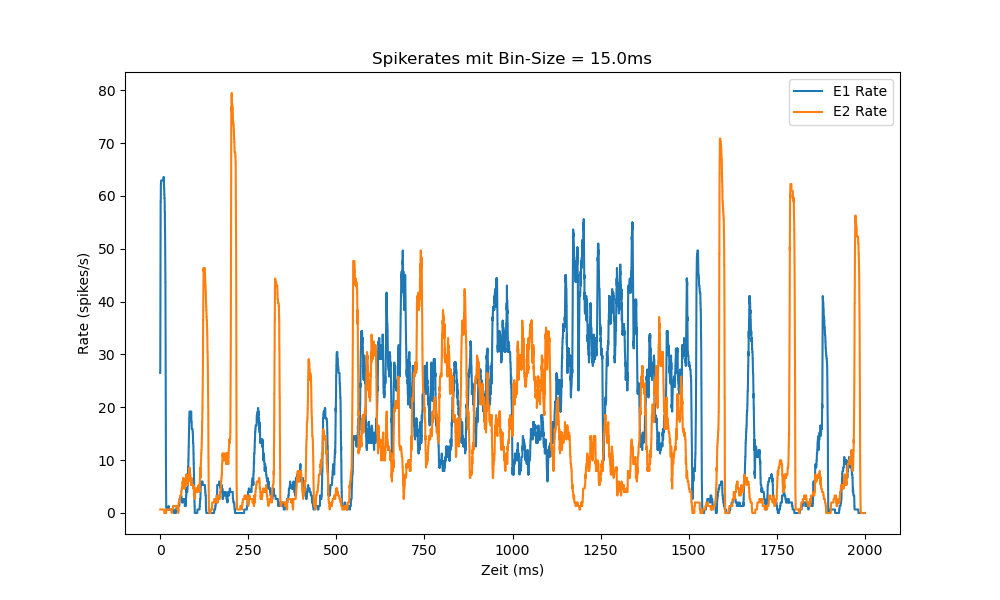 Spikerates mit Bin-Size = 15.0ms
E1 Rate
E2 Rate
Rate (spikes/s)
80
70
60
50
40
30
20
10
0
0 250 500 750 1000 1250 1500 1750 2000
Zeit (ms)